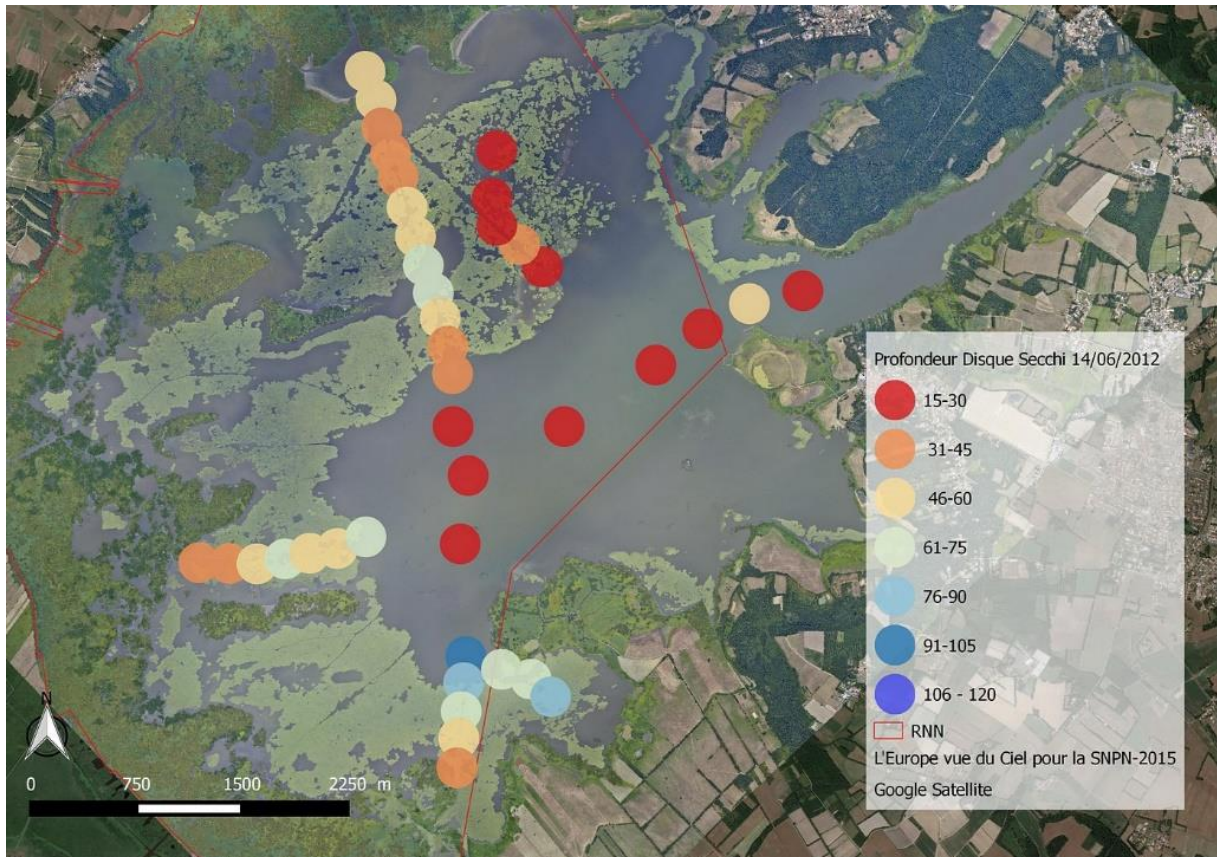 Profondeur Disque Secchi 14/06/2012
15-30
31-45
46-60
61-75
76-90
91-105
106 - 120
RNN
L'Europe vue du Ciel pour la SNPN-2015
Google Satellite
N
0 750 1500 2250 m